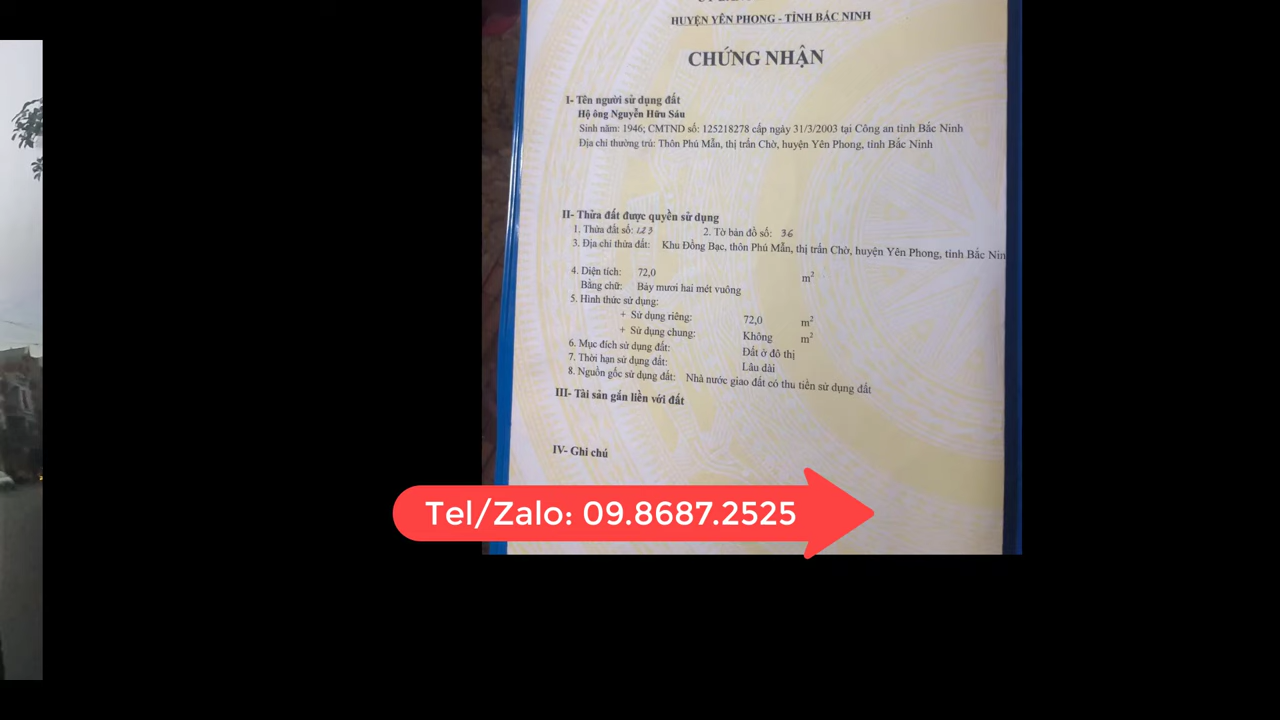 HUYỆN YÊN PHONG - TỈNH BẮC NINH
CHỨNG NHẬN
I- Tên người sử dụng đất
Hộ ông Nguyễn Hữu Sáu
Sinh năm: 1946; CMTND số: 125218278 cấp ngày 31/3/2003 tại Công an tỉnh Bắc Ninh
Địa chỉ thường trú: Thôn Phú Mẫn, thị trấn Chờ, huyện Yên Phong, tỉnh Bắc Ninh
II- Thửa đất được quyền sử dụng
1. Thửa đất số: 123 2. Tờ bản đồ số: 36
3. Địa chỉ thửa đất: Khu Đồng Bạc, thôn Phú Mẫn, thị trấn Chờ, huyện Yên Phong, tỉnh Bắc Nin
4. Diện tích: 72,0 m²
Bằng chữ: Bảy mươi hai mét vuông
5. Hình thức sử dụng:
+ Sử dụng riêng: 72,0 m²
+ Sử dụng chung: Không m²
6. Mục đích sử dụng đất: Đất ở đô thị
7. Thời hạn sử dụng đất: Lâu dài
8. Nguồn gốc sử dụng đất: Nhà nước giao đất có thu tiền sử dụng đất
III- Tài sản gắn liền với đất
IV- Ghi chú
Tel/Zalo: 09.8687.2525